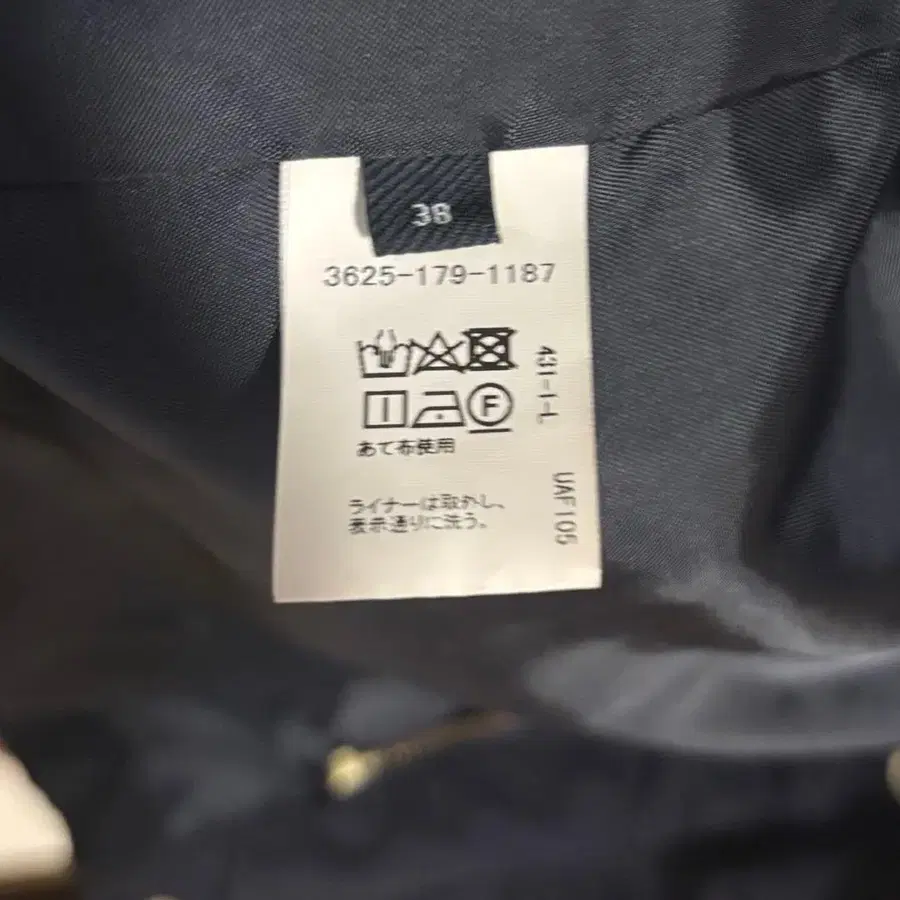 38
3625-179-1187
F
あて布使用
ライナーは取外し、
表示通りに洗う。
431-1-L
UAF105